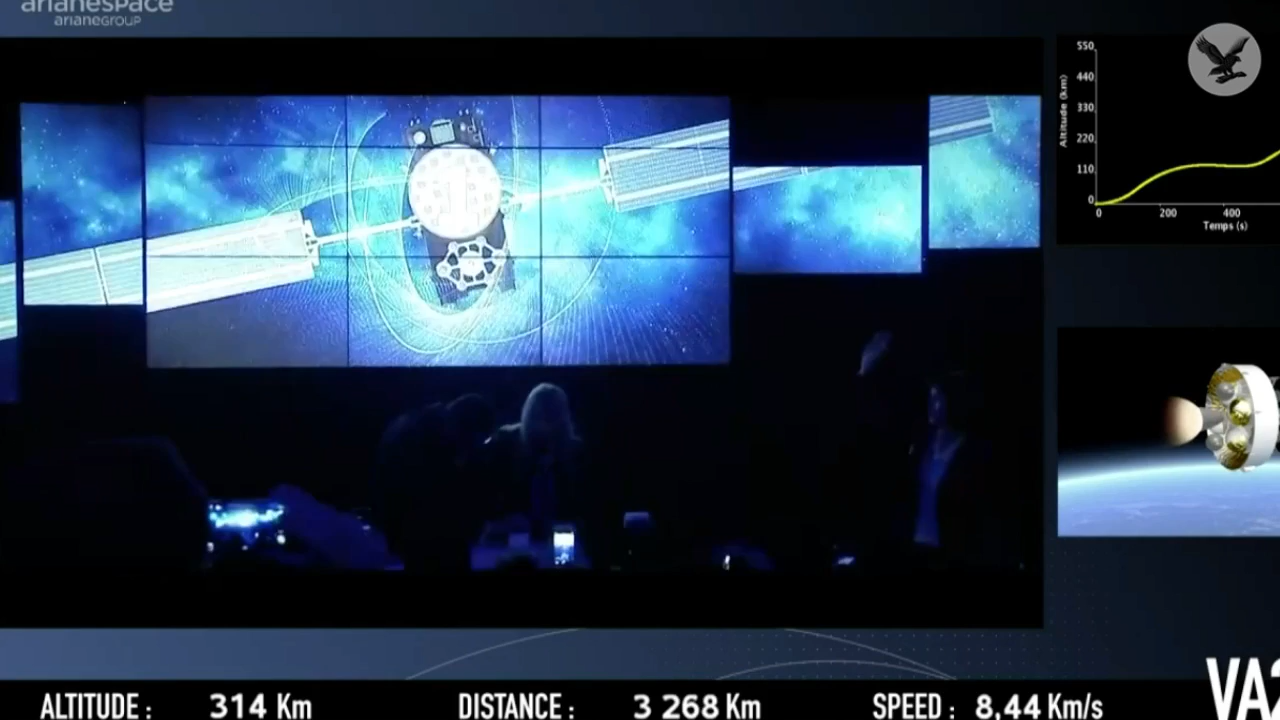 arianespace
arianeGROUP
550
440
330
220
110
0
Altitude (km)
0 200 400
Temps (s)
ALTITUDE : 314 Km DISTANCE : 3 268 Km SPEED : 8,44 Km/s
VA2